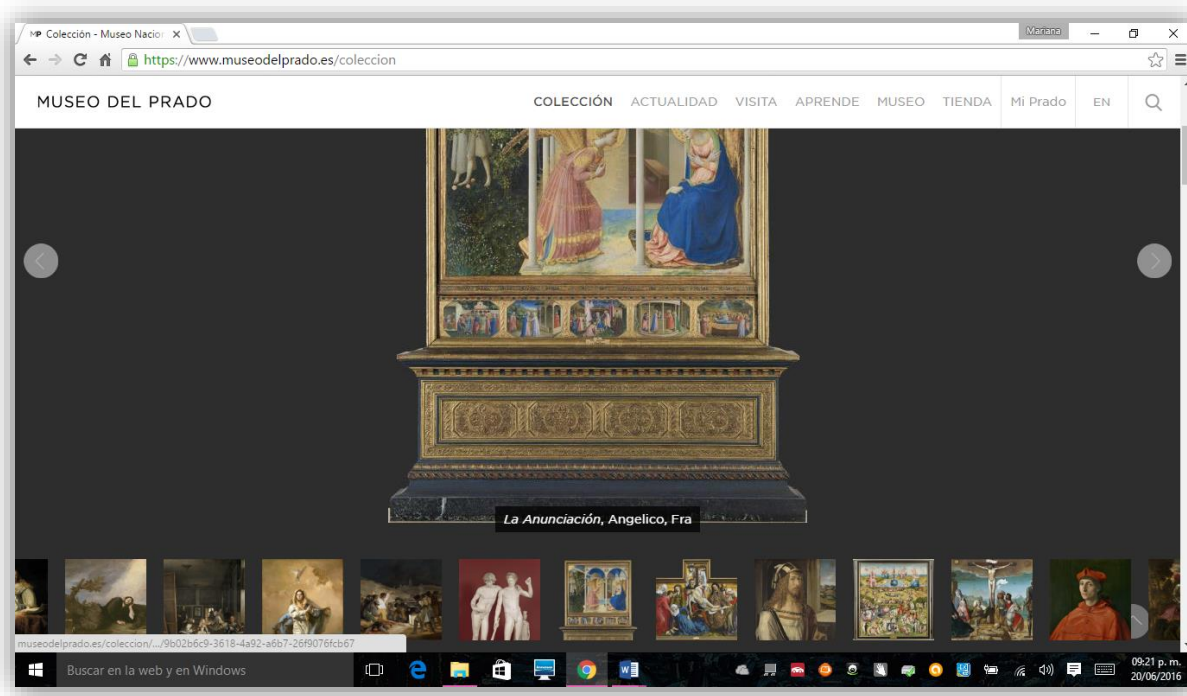 MP Colección - Museo Nacion
Mariana
https://www.museodelprado.es/coleccion
MUSEO DEL PRADO
COLECCIÓN ACTUALIDAD VISITA APRENDE MUSEO TIENDA Mi Prado EN
La Anunciación, Angelico, Fra
museodelprado.es/coleccion/.../9b02b6c9-3618-4a92-a6b7-26f9076fcb67
Buscar en la web y en Windows
09:21 p. m.
20/06/2016